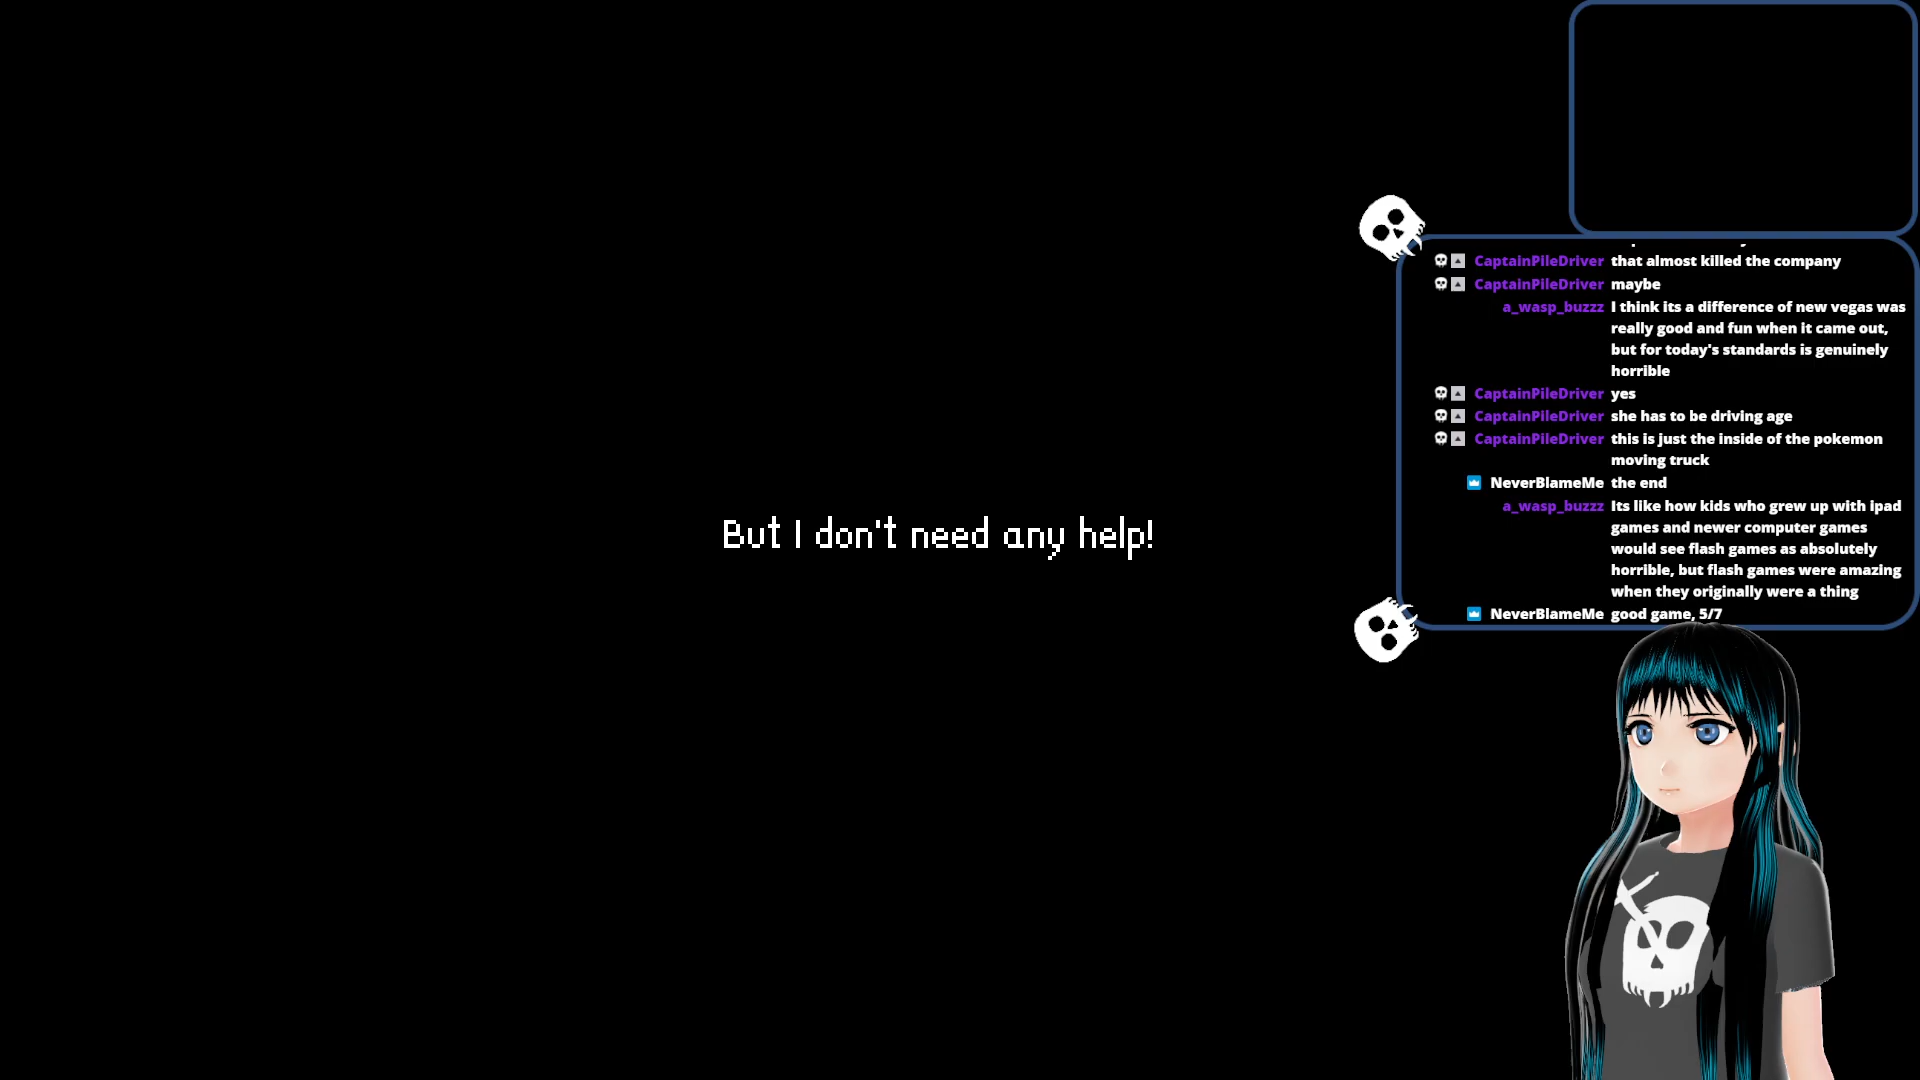 But I don't need any help!
CaptainPileDriver that almost killed the company
CaptainPileDriver maybe
a_wasp_buzzz I think its a difference of new vegas was
really good and fun when it came out,
but for today's standards is genuinely
horrible
CaptainPileDriver yes
CaptainPileDriver she has to be driving age
CaptainPileDriver this is just the inside of the pokemon
moving truck
NeverBlameMe the end
a_wasp_buzzz Its like how kids who grew up with ipad
games and newer computer games
would see flash games as absolutely
horrible, but flash games were amazing
when they originally were a thing
NeverBlameMe good game, 5/7